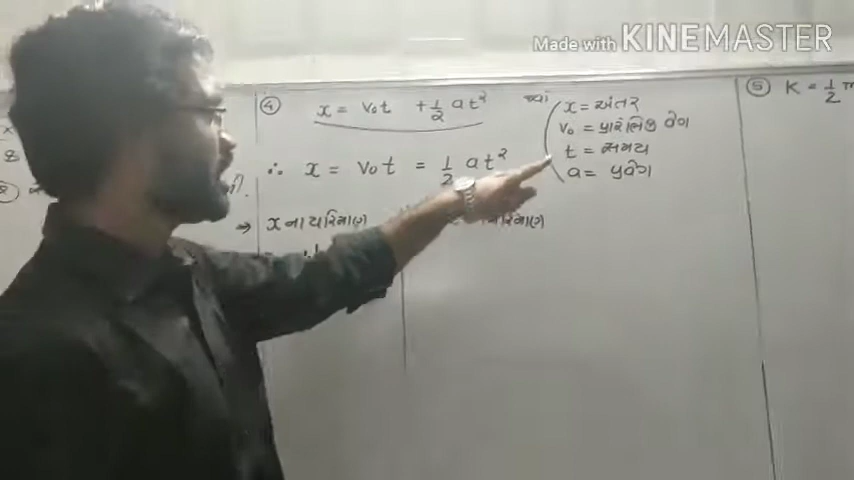 Made with KINEMASTER
④ x = v₀t + ½ at²
∴ x = v₀t = ½ at²
→ x ના પરિમાણ
જ્યાં
x = અંતર
v₀ = પ્રારંભિક વેગ
t = સમય
a = પ્રવેગ
⑤ K = ½ m